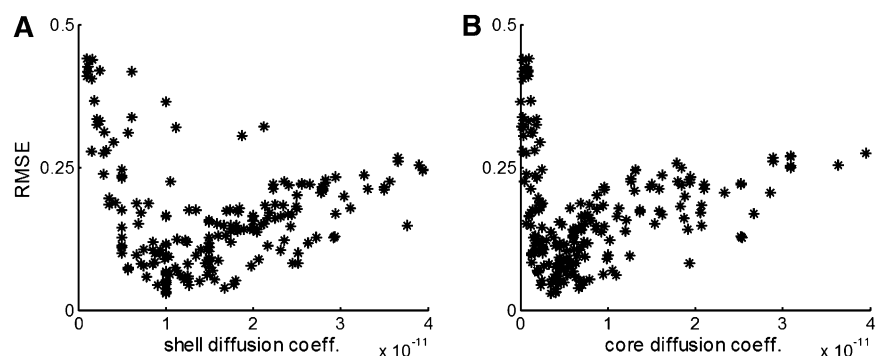 A
B
0.5
0.5
RMSE
0.25
0.25
0
0
0 1 2 3 4
0 1 2 3 4
shell diffusion coeff. x 10⁻¹¹
core diffusion coeff. x 10⁻¹¹